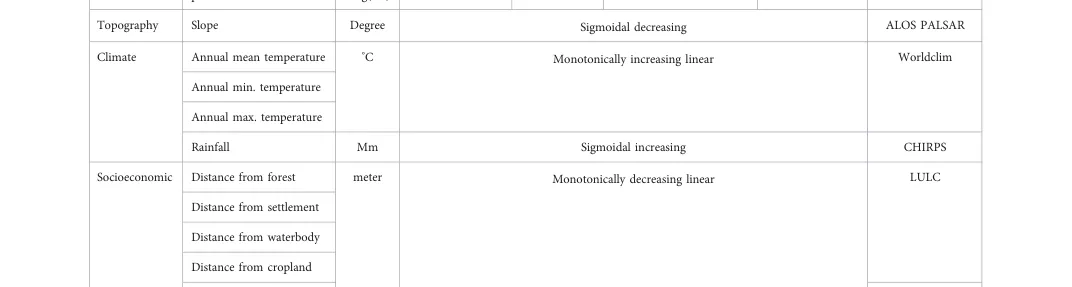 Topography Slope Degree Sigmoidal decreasing ALOS PALSAR
Climate Annual mean temperature °C Monotonically increasing linear Worldclim
Annual min. temperature
Annual max. temperature
Rainfall Mm Sigmoidal increasing CHIRPS
Socioeconomic Distance from forest meter Monotonically decreasing linear LULC
Distance from settlement
Distance from waterbody
Distance from cropland